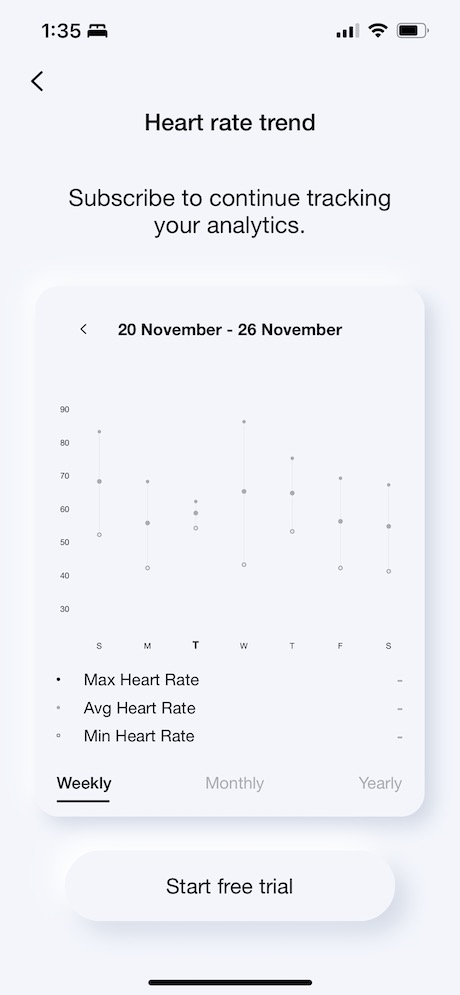 1:35
Heart rate trend
Subscribe to continue tracking
your analytics.
20 November - 26 November
90
80
70
60
50
40
30
S M T W T F S
Max Heart Rate -
Avg Heart Rate -
Min Heart Rate -
Weekly Monthly Yearly
Start free trial